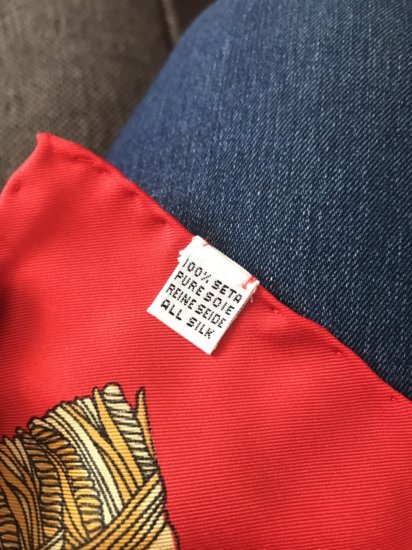 100% SETA
PURE SOIE
REINE SEIDE
ALL SILK